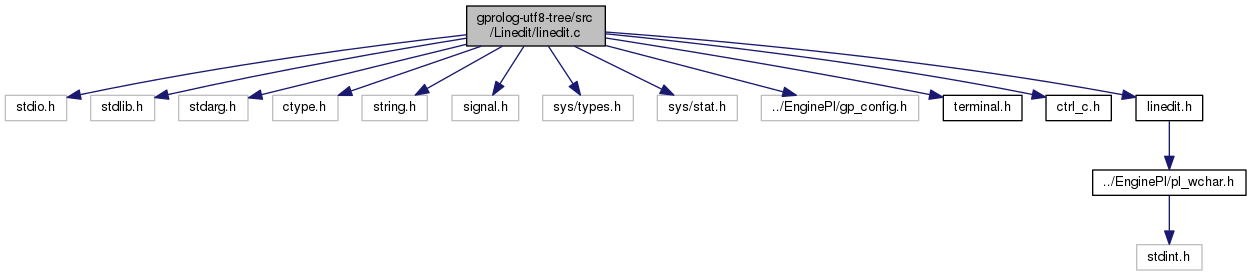 gprolog-utf8-tree/src
/Linedit/linedit.c
stdio.h
stdlib.h
stdarg.h
ctype.h
string.h
signal.h
sys/types.h
sys/stat.h
../EnginePl/gp_config.h
terminal.h
ctrl_c.h
linedit.h
../EnginePl/pl_wchar.h
stdint.h